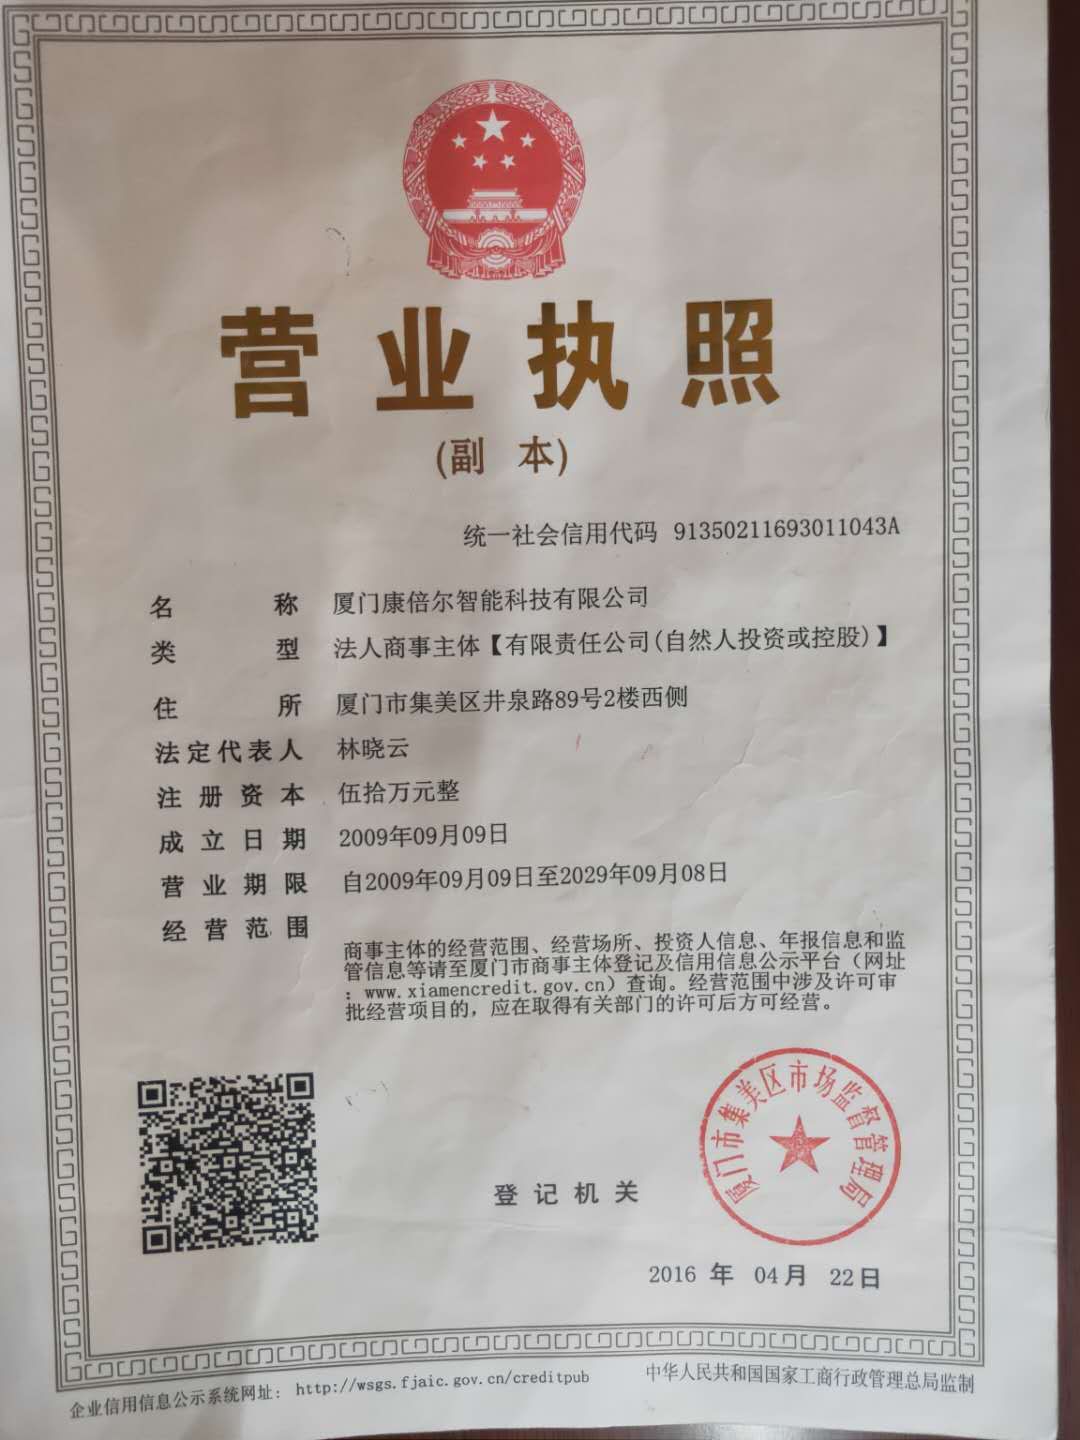 营业执照
(副 本)
统一社会信用代码 91350211693011043A
名 称 厦门康倍尔智能科技有限公司
类 型 法人商事主体【有限责任公司(自然人投资或控股)】
住 所 厦门市集美区井泉路89号2楼西侧
法定代表人 林晓云
注册资本 伍拾万元整
成立日期 2009年09月09日
营业期限 自2009年09月09日至2029年09月08日
经营范围
商事主体的经营范围、经营场所、投资人信息、年报信息和监
管信息等请至厦门市商事主体登记及信用信息公示平台（网址
：www.xiamencredit.gov.cn）查询。经营范围中涉及许可审
批经营项目的，应在取得有关部门的许可后方可经营。
厦门市集美区市场监督管理局
登记机关
2016 年 04月 22日
企业信用信息公示系统网址：http://wsgs.fjaic.gov.cn/creditpub
中华人民共和国国家工商行政管理总局监制